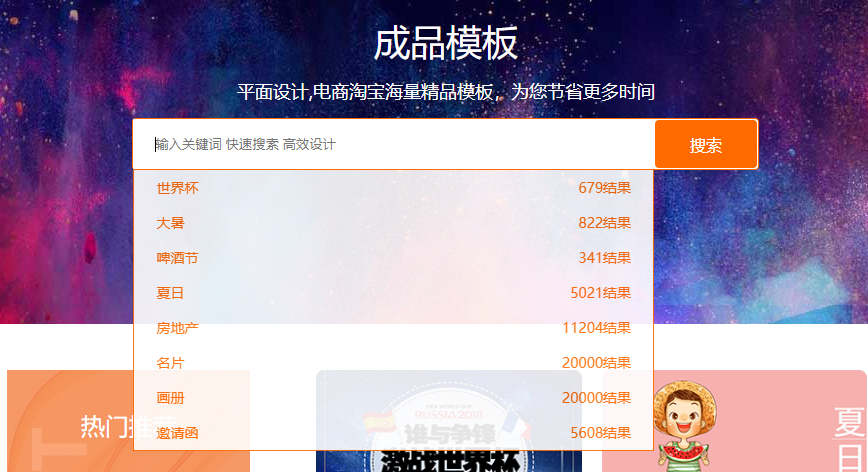 成品模板
平面设计,电商淘宝海量精品模板，为您节省更多时间
输入关键词 快速搜索 高效设计
搜索
世界杯 679结果
大暑 822结果
啤酒节 341结果
夏日 5021结果
房地产 11204结果
名片 20000结果
画册 20000结果
邀请函 5608结果
热门推荐
FIFA WORLD CUP
RUSSIA2018
谁与争锋
激战世界杯
夏
日